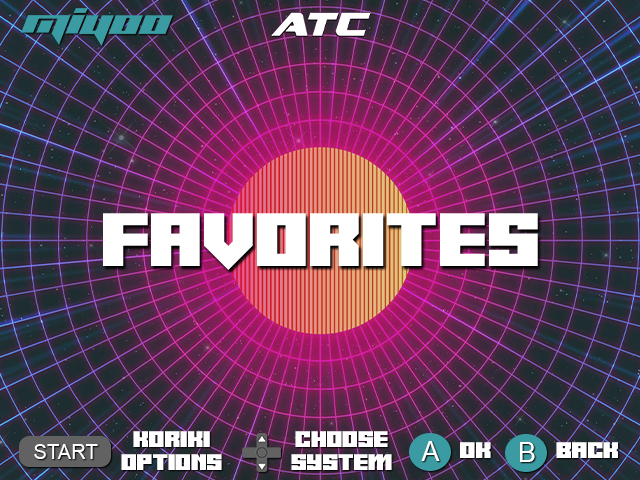 miyoo
ATC
FAVORITES
START
KORIKI
OPTIONS
CHOOSE
SYSTEM
A
OK
B
BACK